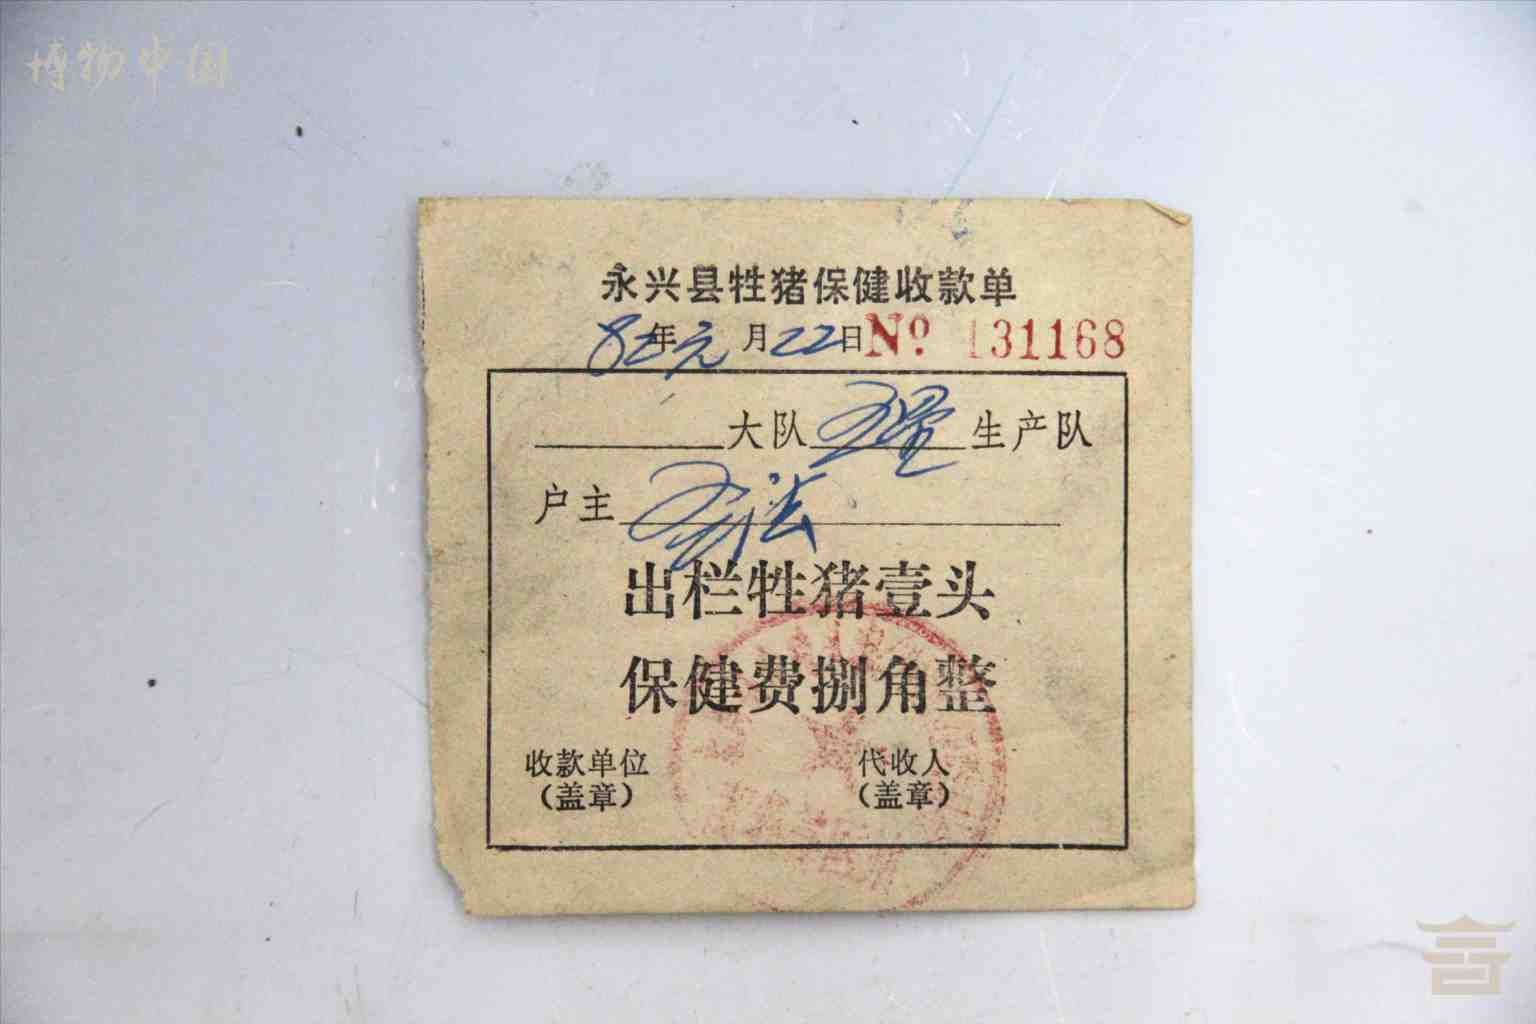 博物中国
永兴县牲猪保健收款单
82年元月22日 No 131168
大队 生产队
户主
出栏牲猪壹头
保健费捌角整
收款单位 代收人
(盖章) (盖章)